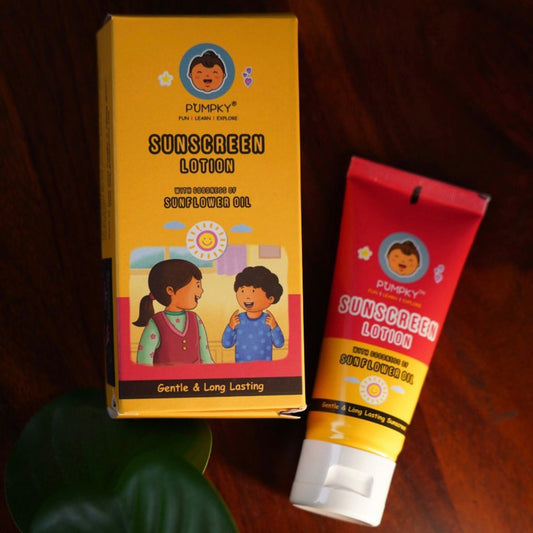 PUMPKY®
FUN | LEARN | EXPLORE
SUNSCREEN
LOTION
WITH GOODNESS OF
SUNFLOWER OIL
Gentle & Long Lasting
PUMPKY™
FUN | LEARN | EXPLORE
SUNSCREEN
LOTION
WITH GOODNESS OF
SUNFLOWER OIL
Gentle & Long Lasting Sunscreen